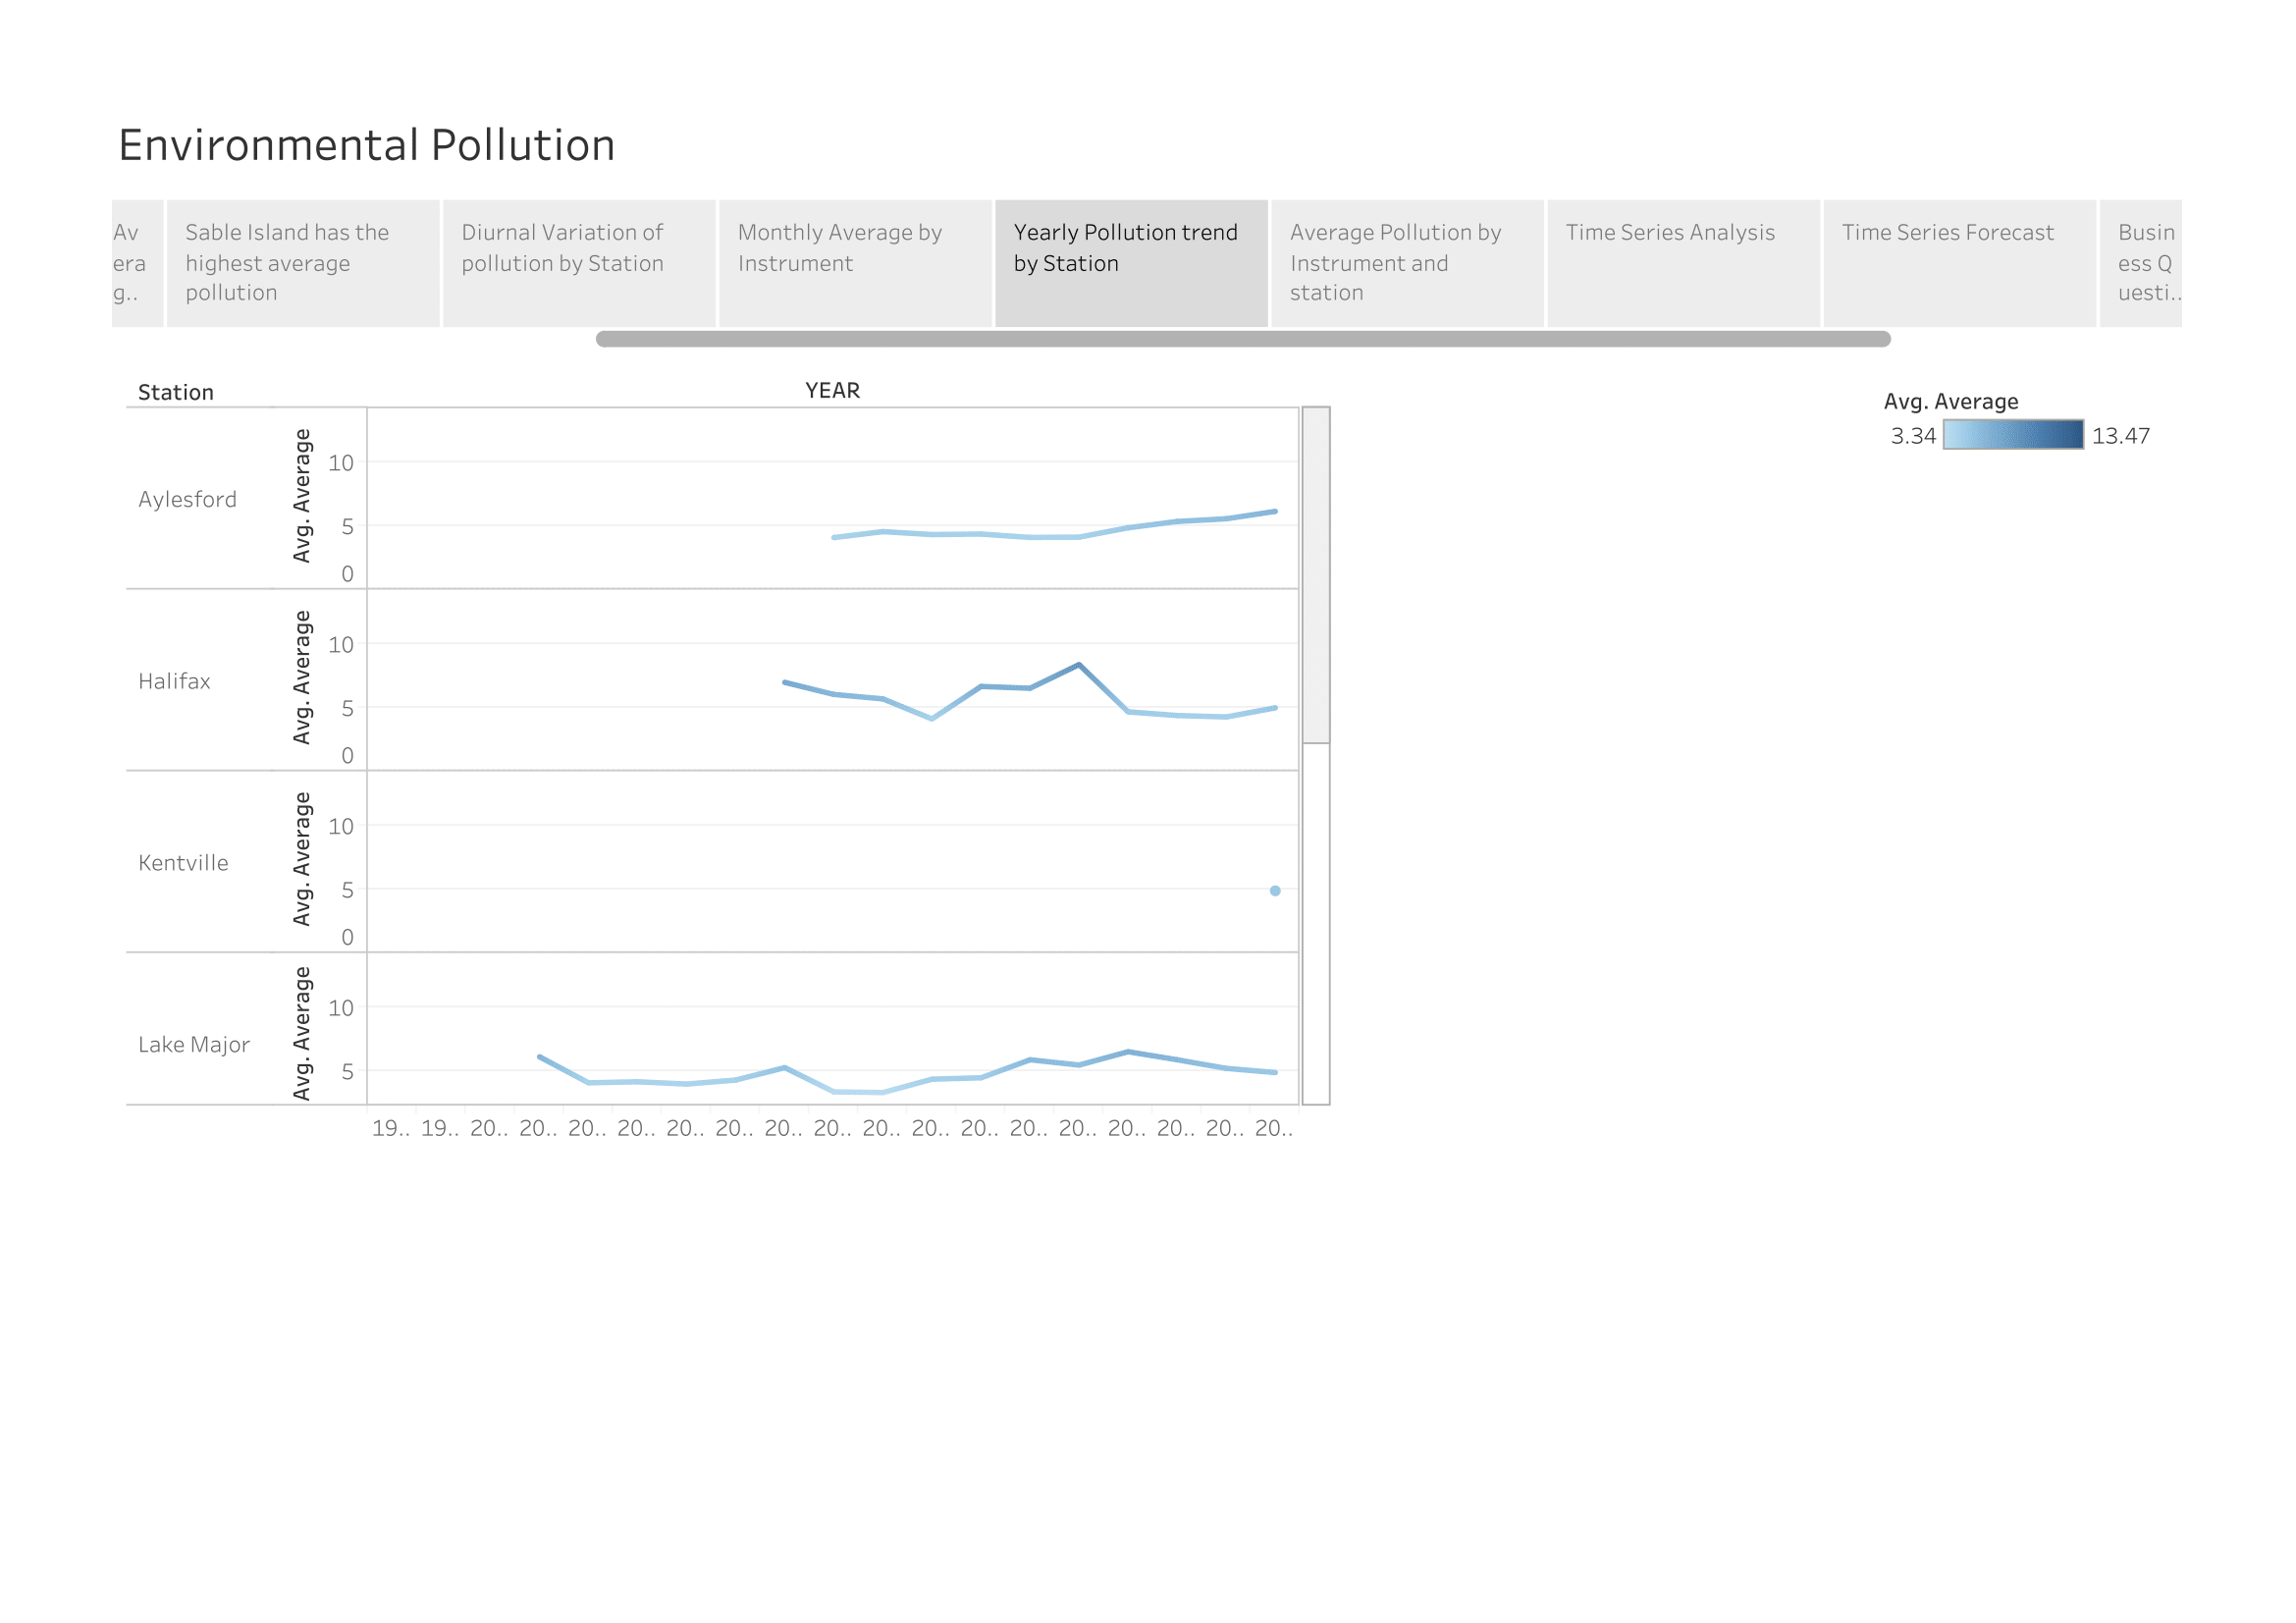 Environmental Pollution
Av
era
g..
Sable Island has the
highest average
pollution
Diurnal Variation of
pollution by Station
Monthly Average by
Instrument
Yearly Pollution trend
by Station
Average Pollution by
Instrument and
station
Time Series Analysis
Time Series Forecast
Busin
ess Q
uesti..
Station
YEAR
Avg. Average
3.34 13.47
Aylesford
Avg. Average
10
5
0
Halifax
Avg. Average
10
5
0
Kentville
Avg. Average
10
5
0
Lake Major
Avg. Average
10
5
19.. 19.. 20.. 20.. 20.. 20.. 20.. 20.. 20.. 20.. 20.. 20.. 20.. 20.. 20.. 20.. 20.. 20.. 20..